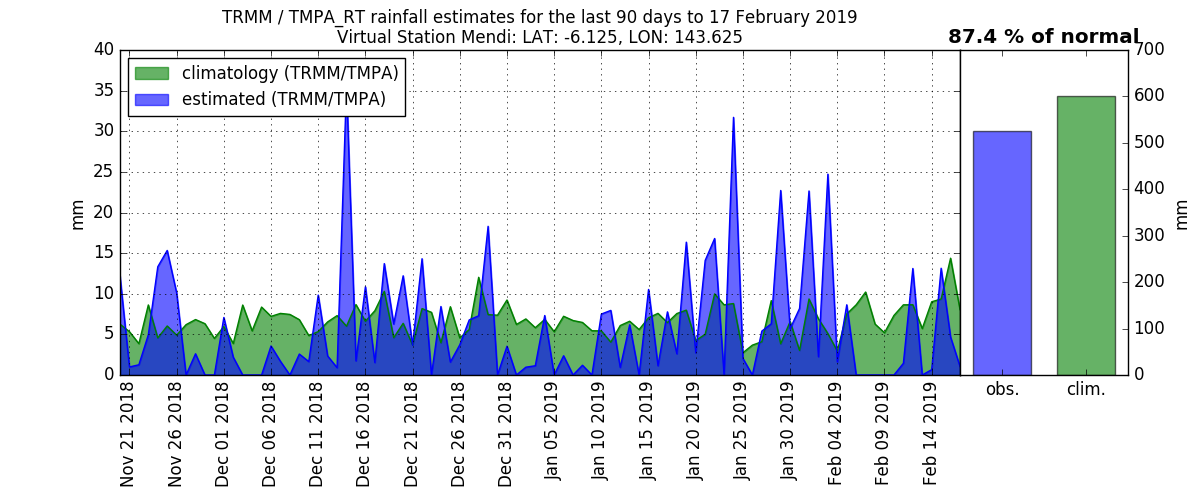 TRMM / TMPA_RT rainfall estimates for the last 90 days to 17 February 2019
Virtual Station Mendi: LAT: -6.125, LON: 143.625
87.4 % of normal
climatology (TRMM/TMPA)
estimated (TRMM/TMPA)
mm
40
35
30
25
20
15
10
5
0
Nov 21 2018
Nov 26 2018
Dec 01 2018
Dec 06 2018
Dec 11 2018
Dec 16 2018
Dec 21 2018
Dec 26 2018
Dec 31 2018
Jan 05 2019
Jan 10 2019
Jan 15 2019
Jan 20 2019
Jan 25 2019
Jan 30 2019
Feb 04 2019
Feb 09 2019
Feb 14 2019
obs.
clim.
700
600
500
400
300
200
100
0
mm